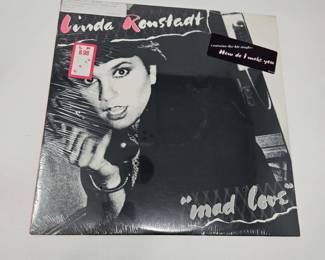 Linda Ronstadt
contains the hit single:
How do I make you
"mad love"